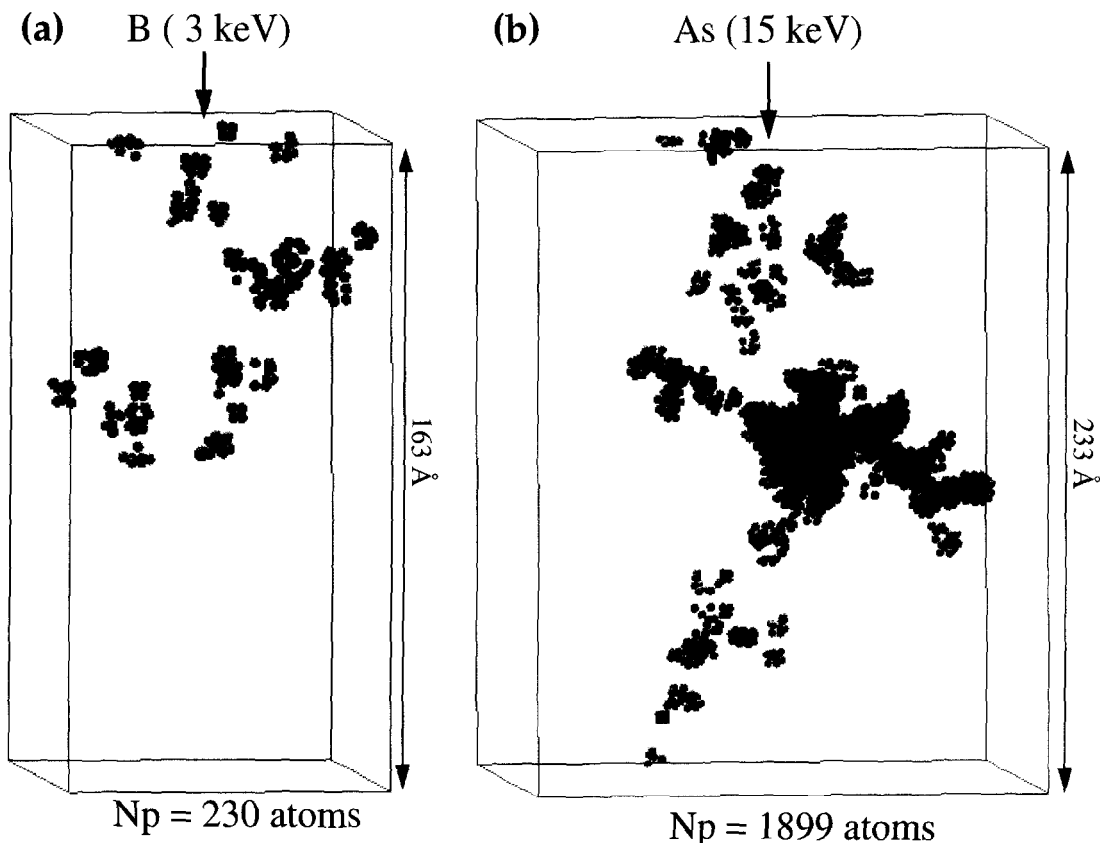 (a)
B ( 3 keV)
163 Å
Np = 230 atoms
(b)
As (15 keV)
233 Å
Np = 1899 atoms